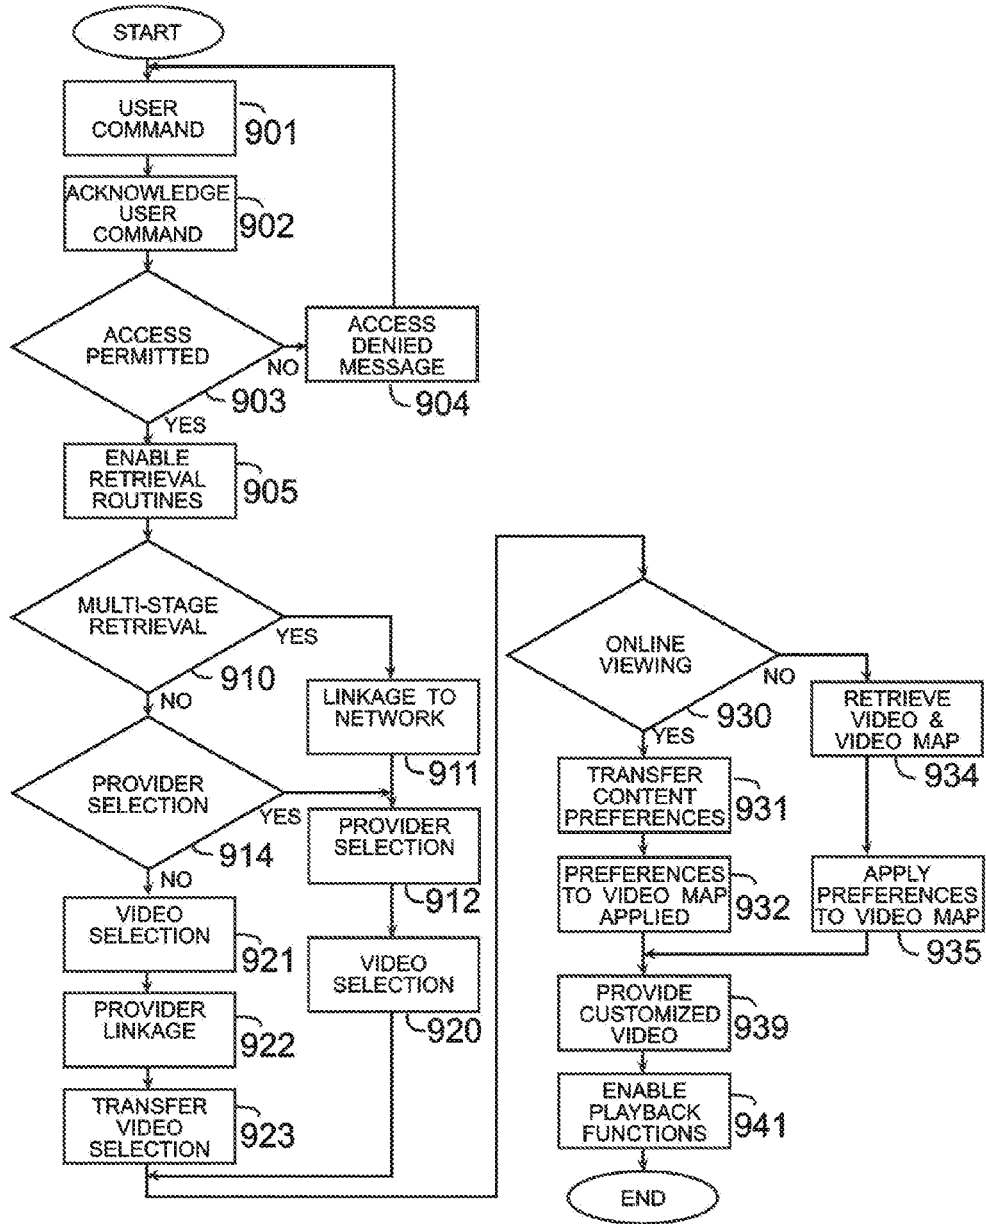 START
USER
COMMAND
901
ACKNOWLEDGE
USER
COMMAND
902
ACCESS
PERMITTED
903
NO
ACCESS
DENIED
MESSAGE
904
YES
ENABLE
RETRIEVAL
ROUTINES
905
MULTI-STAGE
RETRIEVAL
910
YES
LINKAGE TO
NETWORK
911
NO
PROVIDER
SELECTION
914
YES
PROVIDER
SELECTION
912
NO
VIDEO
SELECTION
921
VIDEO
SELECTION
920
PROVIDER
LINKAGE
922
TRANSFER
VIDEO
SELECTION
923
ONLINE
VIEWING
930
NO
RETRIEVE
VIDEO &
VIDEO MAP
934
YES
TRANSFER
CONTENT
PREFERENCES
931
PREFERENCES
TO VIDEO MAP
APPLIED
932
APPLY
PREFERENCES
TO VIDEO MAP
935
PROVIDE
CUSTOMIZED
VIDEO
939
ENABLE
PLAYBACK
FUNCTIONS
941
END